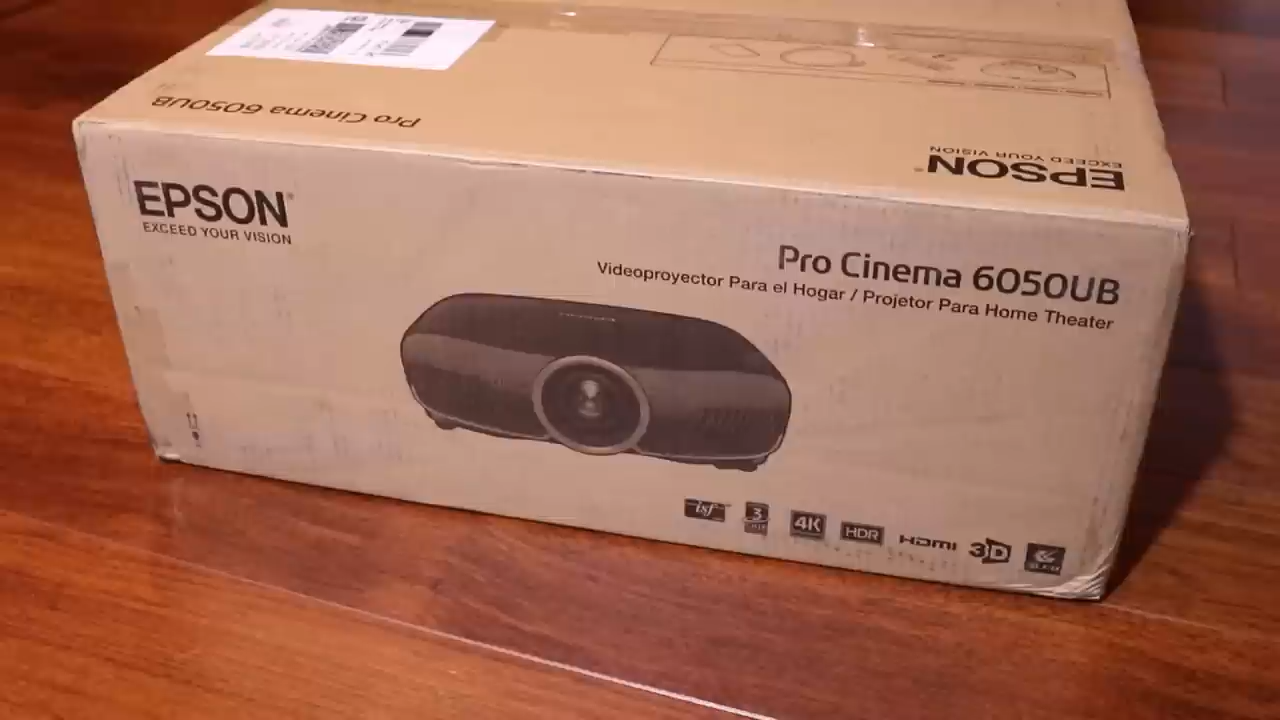 Pro Cinema 6050UB
EPSON
EXCEED YOUR VISION
EPSON
EXCEED YOUR VISION
Pro Cinema 6050UB
Videoproyector Para el Hogar / Projetor Para Home Theater
isf
3
4K
HDR
HDMI
3D